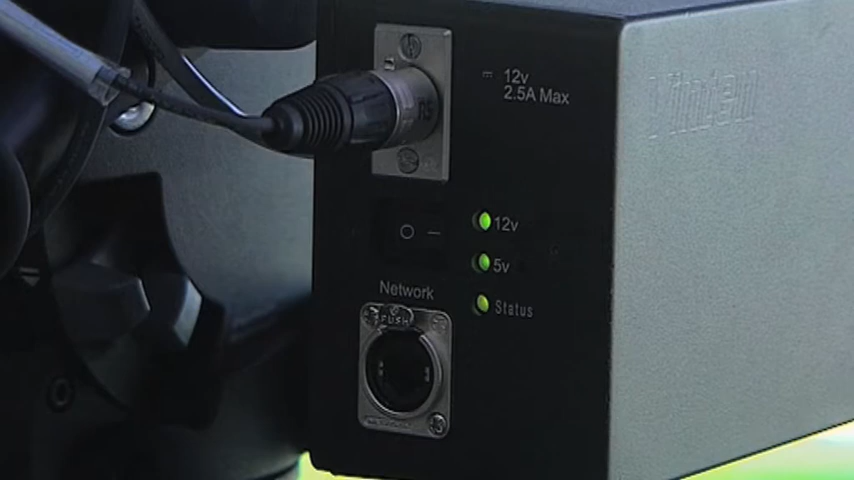 12v
2.5A Max
Vinten
12v
5v
Status
Network
PUSH